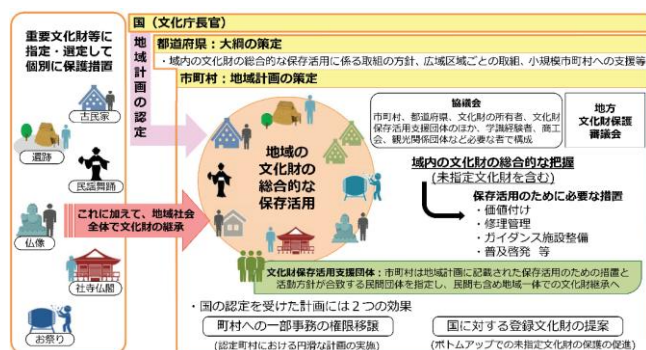 重要文化財等に
指定・選定して
個別に保護措置
古民家
遺跡
民謡舞踊
仏像
社寺仏閣
お祭り
国（文化庁長官）
地域計画の認定
都道府県：大綱の策定
・域内の文化財の総合的な保存活用に係る取組の方針、広域区域ごとの取組、小規模市町村への支援等
市町村：地域計画の策定
地域の
文化財の
総合的な
保存活用
協議会
市町村、都道府県、文化財の所有者、文化財
保存活用支援団体のほか、学識経験者、商工
会、観光関係団体など必要な者で構成
地方
文化財保護
審議会
域内の文化財の総合的な把握
（未指定文化財を含む）
保存活用のために必要な措置
・価値付け
・修理管理
・ガイダンス施設整備
・普及啓発 等
これに加えて、地域社会
全体で文化財の継承
文化財保存活用支援団体：市町村は地域計画に記載された保存活用のための措置と
活動方針が合致する民間団体を指定し、民間も含め地域一体での文化財継承へ
・国の認定を受けた計画には２つの効果
町村への一部事務の権限移譲
（認定町村における円滑な計画の実施）
国に対する登録文化財の提案
（ボトムアップでの未指定文化財の保護の促進）